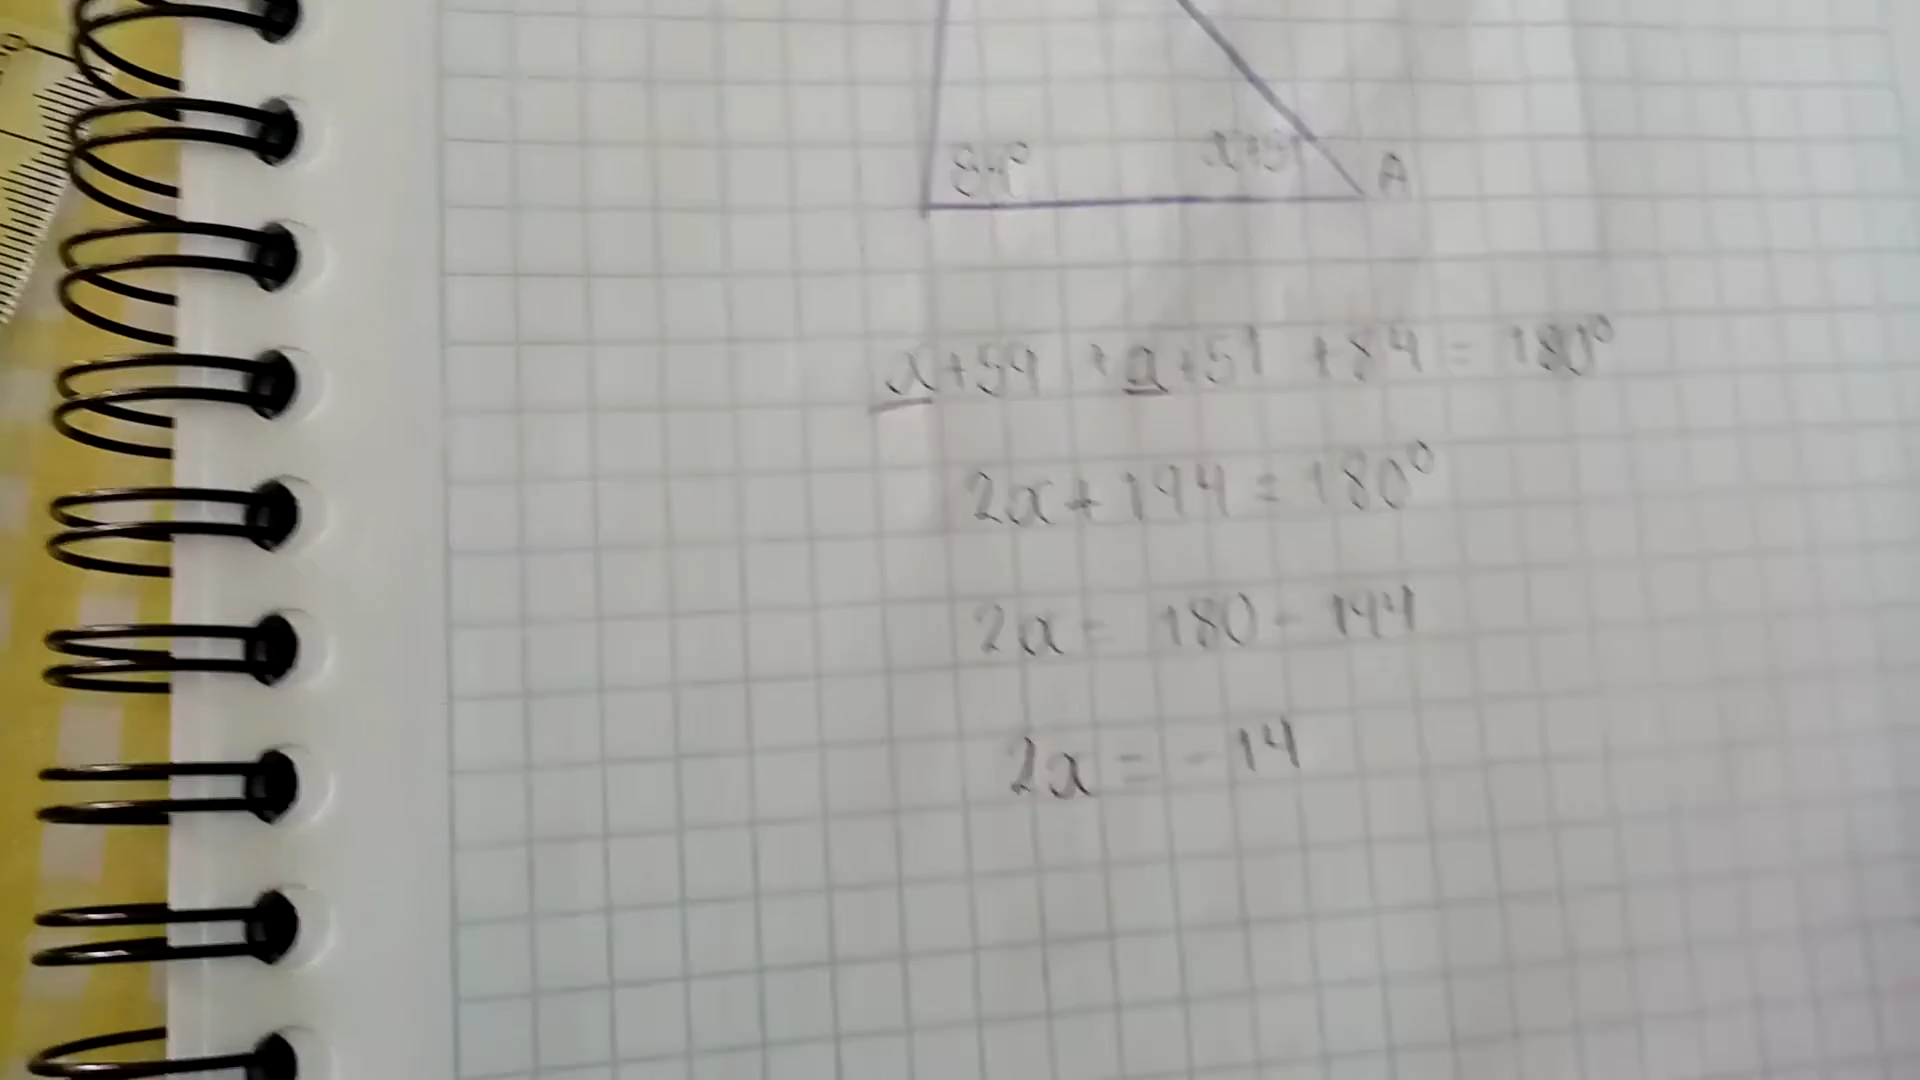 84°
x+51
A
x+59 +x+51 +84 = 180°
2x+194 = 180°
2x = 180 - 194
2x = -14